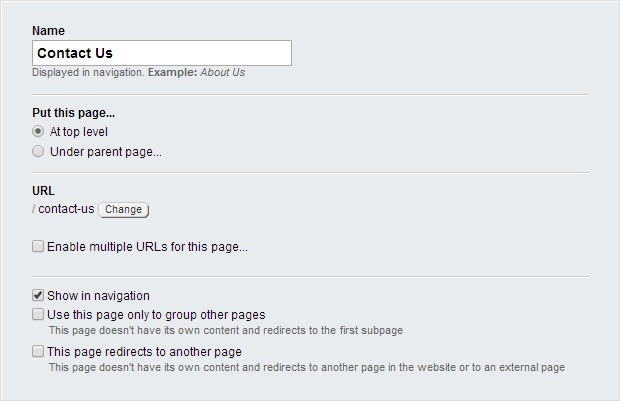 Name
Contact Us
Displayed in navigation. Example: About Us
Put this page...
At top level
Under parent page...
URL
/ contact-us Change
Enable multiple URLs for this page...
Show in navigation
Use this page only to group other pages
This page doesn't have its own content and redirects to the first subpage
This page redirects to another page
This page doesn't have its own content and redirects to another page in the website or to an external page